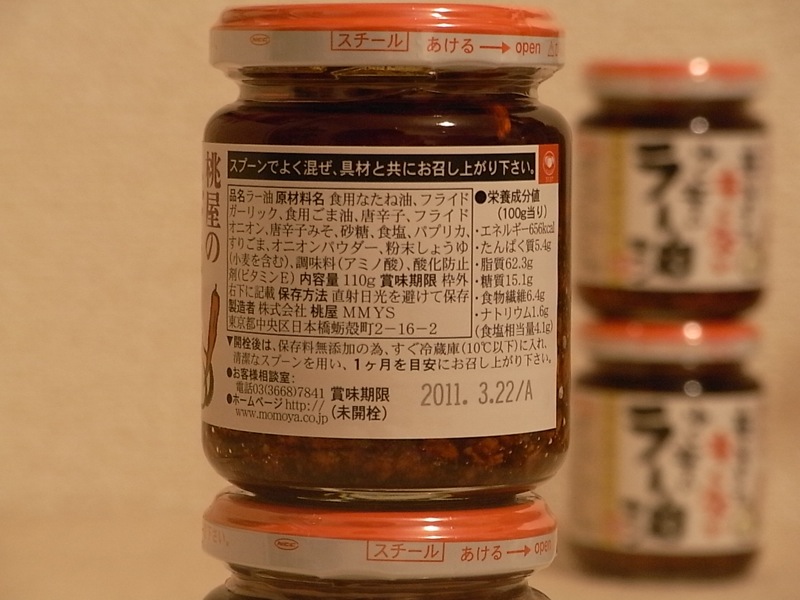 スチール あける→open
桃屋の
スプーンでよく混ぜ、具材と共にお召し上がり下さい。
品名ラー油 原材料名 食用なたね油、フライド
ガーリック、食用ごま油、唐辛子、フライド
オニオン、唐辛子みそ、砂糖、食塩、パプリカ、
すりごま、オニオンパウダー、粉末しょうゆ
(小麦を含む)、調味料(アミノ酸)、酸化防止
剤(ビタミンE) 内容量 110g 賞味期限 枠外
右下に記載 保存方法 直射日光を避けて保存
製造者 株式会社 桃屋 MMYS
東京都中央区日本橋蛎殻町2-16-2
●栄養成分値
(100g当り)
・エネルギー656kcal
・たんぱく質5.4g
・脂質62.3g
・糖質15.1g
・食物繊維6.4g
・ナトリウム1.6g
(食塩相当量4.1g)
▼開栓後は、保存料無添加の為、すぐ冷蔵庫(10℃以下)に入れ、
清潔なスプーンを用い、1ヶ月を目安にお召し上がり下さい。
●お客様相談室:
電話03(3668)7841
●ホームページhttp://
www.momoya.co.jp
賞味期限
(未開栓)
2011. 3.22/A
スチール あける→open
ラー油
ラー油